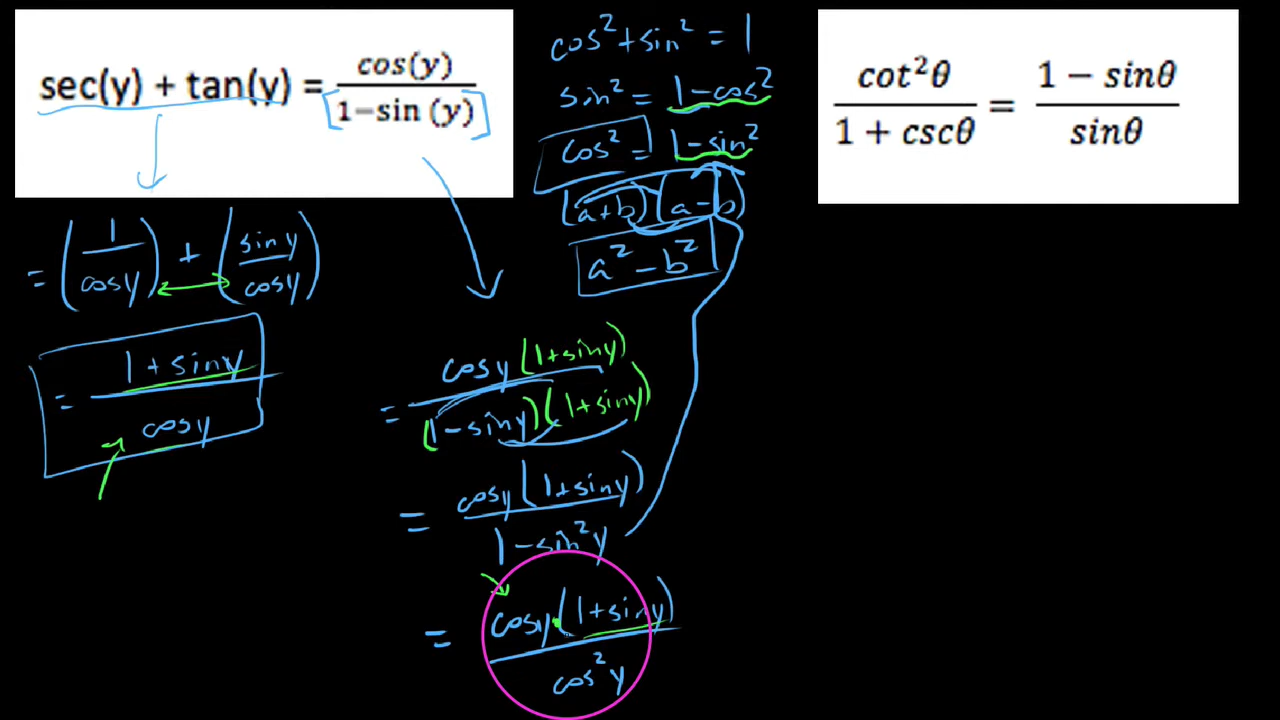 sec(y) + tan(y) = cos(y) / 1−sin (y)
= (1 / cosy) + (siny / cosy)
= 1 + siny / cosy
cos² + sin² = 1
sin² = 1 − cos²
cos² = 1 − sin²
(a+b)(a−b)
a² − b²
= cosy (1+siny) / (1−siny)(1+siny)
= cosy (1+siny) / 1−sin²y
= cosy (1+siny) / cos²y
cot²θ / 1 + cscθ = 1 − sinθ / sinθ